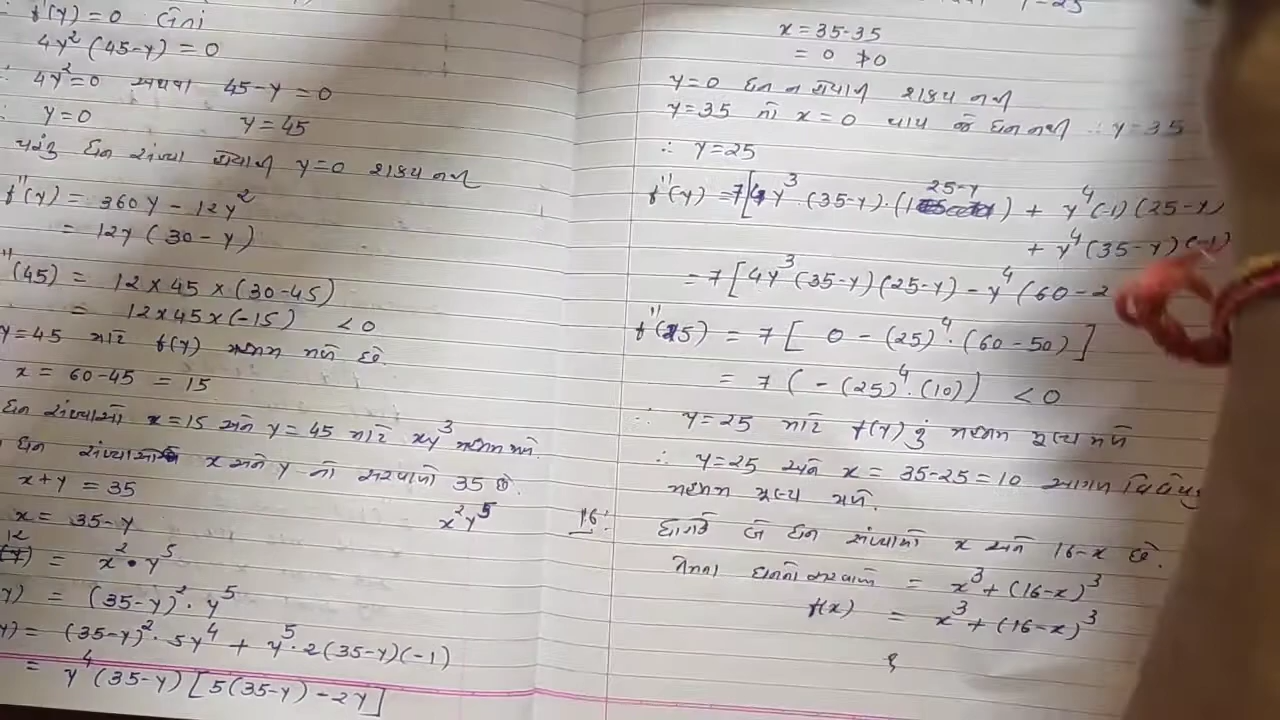 ∴ f'(y) = 0 લેતાં
4y² (45-y) = 0
∴ 4y² = 0 અથવા 45-y = 0
∴ y = 0 y = 45
પરંતુ ધન સંખ્યા હોવાથી y = 0 શક્ય નથી
f''(y) = 360y - 12y²
= 12y (30 - y)
f''(45) = 12 × 45 × (30-45)
= 12×45×(-15) < 0
y = 45 માટે f(y) મહત્તમ મળે છે.
x = 60-45 = 15
ધન સંખ્યાઓ x = 15 અને y = 45 માટે xy³ મહત્તમ મળે.
ધન સંખ્યાઓ x અને y નો સરવાળો 35 છે.
x+y = 35
x = 35-y x²y⁵
= x² • y⁵
= (35-y)² · y⁵
= (35-y)² · 5y⁴ + y⁵ · 2(35-y)(-1)
= y⁴ (35-y) [5(35-y) - 2y]
x = 35-35
= 0 ≯ 0
y = 0 ધન ન હોવાથી શક્ય નથી
y = 35 તો x = 0 થાય જે ધન નથી ∴ y = 35
∴ y = 25
f''(y) = 7[4y³ · (35-y) · (25-y) + y⁴(-1)(25-y)
+ y⁴(35-y)(-1)
= 7[4y³(35-y)(25-y) - y⁴(60-2
f''(25) = 7[ 0 - (25)⁴ · (60-50)]
= 7 (-(25)⁴ · (10)) < 0
∴ y = 25 માટે f(y) નું મહત્તમ મૂલ્ય મળે
∴ y = 25 અને x = 35-25 = 10 આગળ
મહત્તમ મૂલ્ય મળે.
16: ધારો કે બે ધન સંખ્યાઓ x અને 16-x છે.
તેના ઘનનો સરવાળો = x³ + (16-x)³
f(x) = x³ + (16-x)³